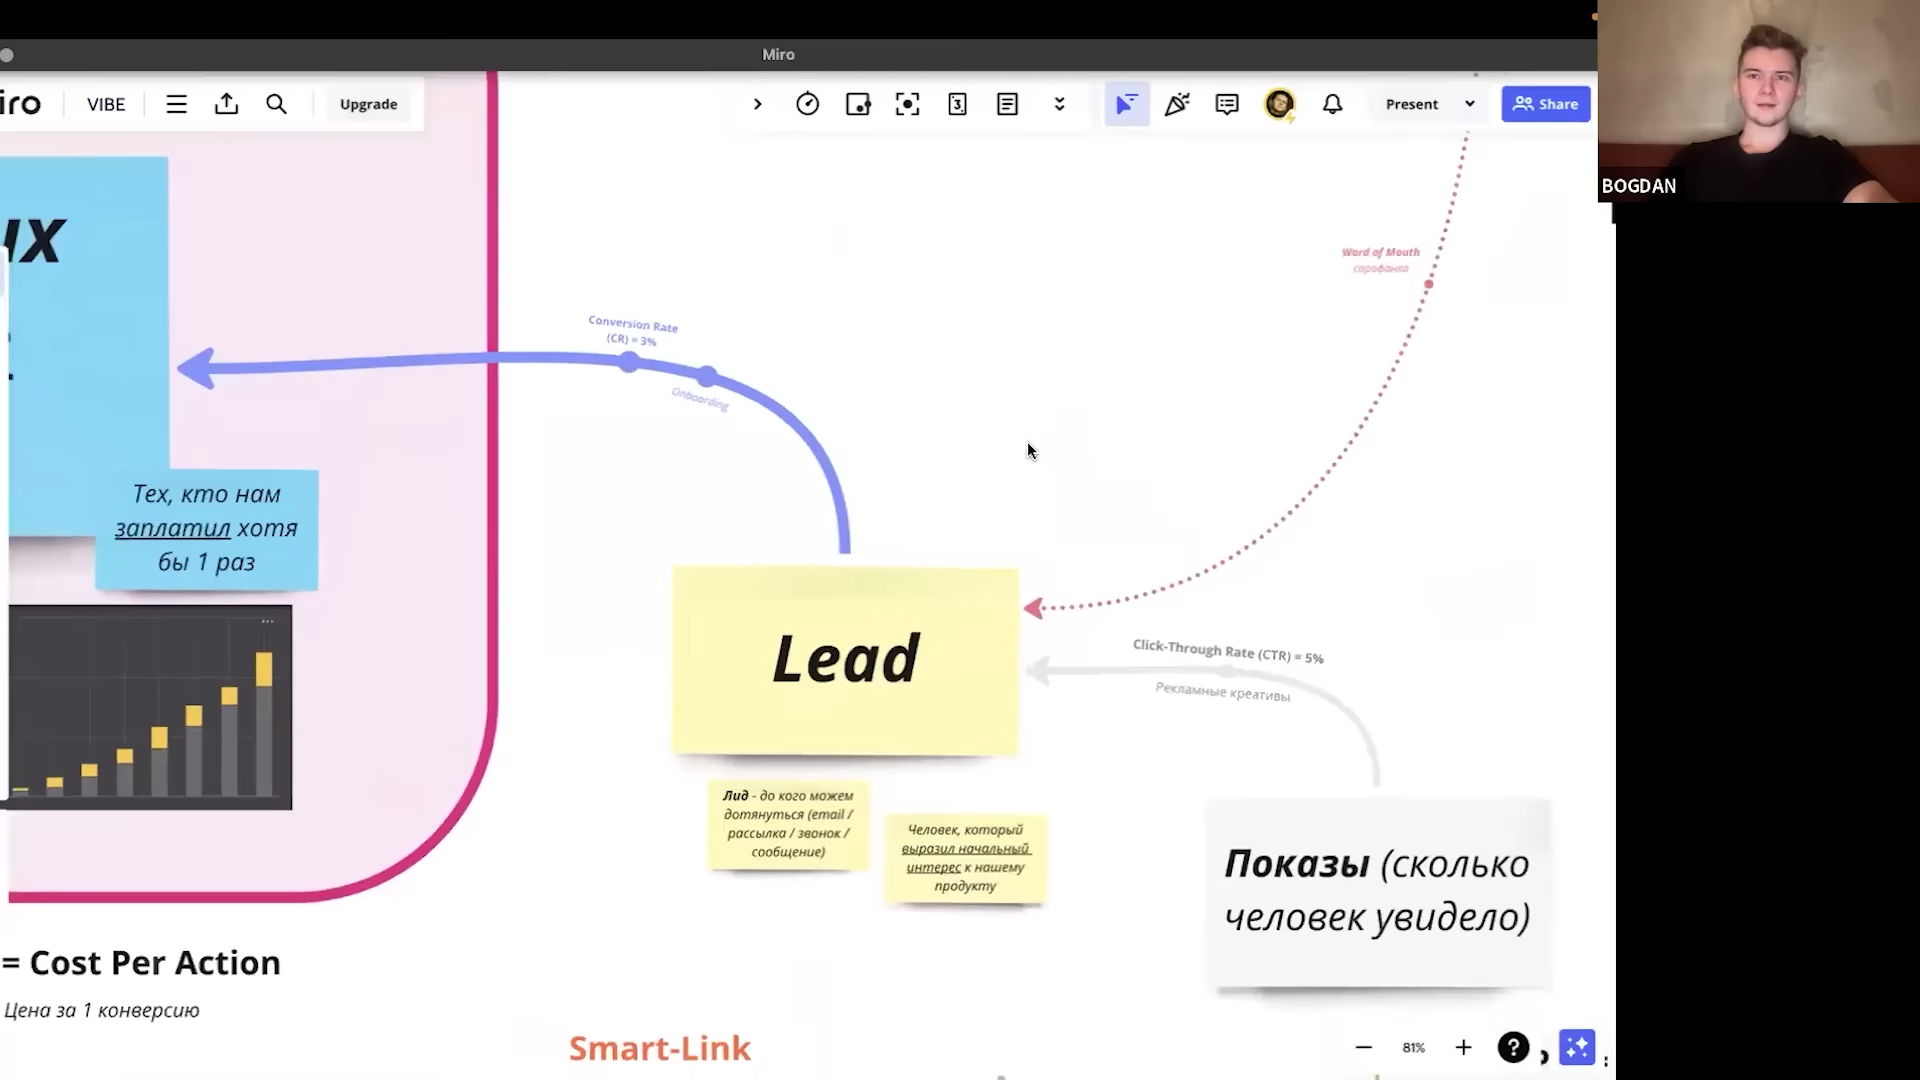 Miro
iro
VIBE
Upgrade
3
Present
Share
BOGDAN
ых
Word of Mouth
сарафанка
Conversion Rate
(CR) = 3%
Onboarding
Тех, кто нам
заплатил хотя
бы 1 раз
Lead
Click-Through Rate (CTR) = 5%
Рекламные креативы
Лид - до кого можем
дотянуться (email /
рассылка / звонок /
сообщение)
Человек, который
выразил начальный
интерес к нашему
продукту
Показы (сколько
человек увидело)
= Cost Per Action
Цена за 1 конверсию
Smart-Link
81%
?